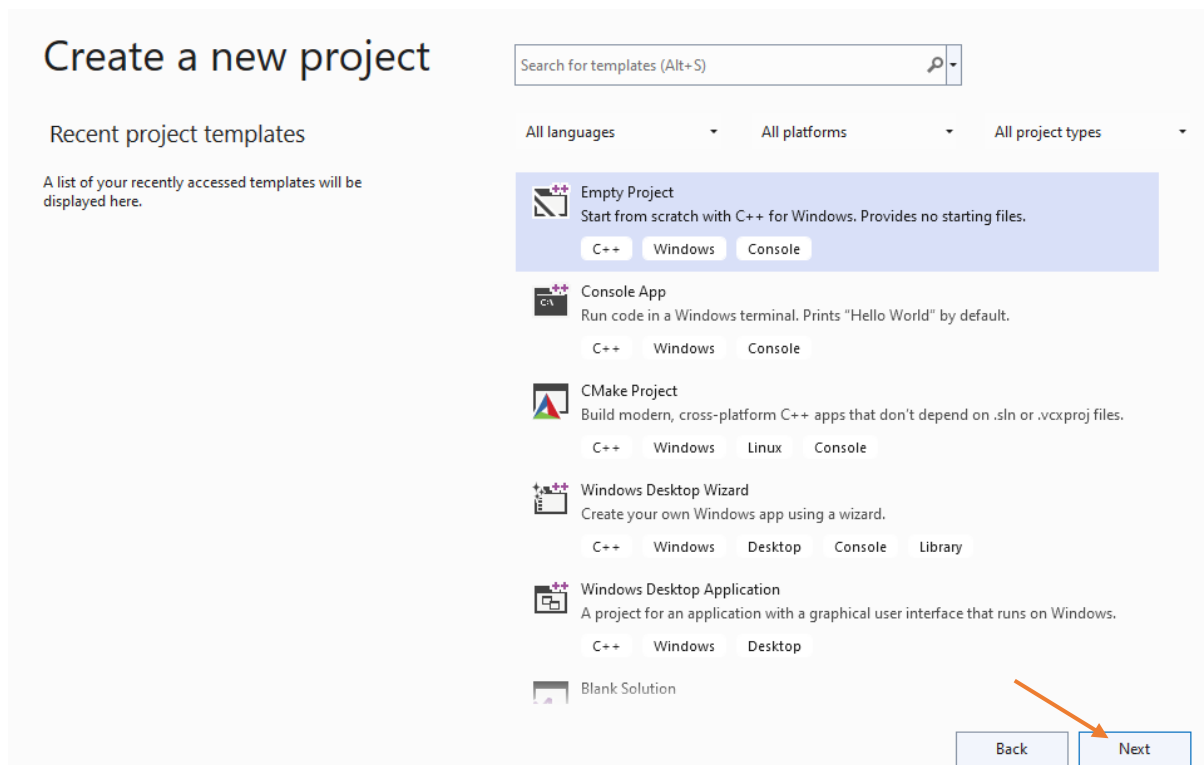 Create a new project
Search for templates (Alt+S)
Recent project templates
A list of your recently accessed templates will be
displayed here.
All languages
All platforms
All project types
Empty Project
Start from scratch with C++ for Windows. Provides no starting files.
C++ Windows Console
Console App
Run code in a Windows terminal. Prints "Hello World" by default.
C++ Windows Console
CMake Project
Build modern, cross-platform C++ apps that don't depend on .sln or .vcxproj files.
C++ Windows Linux Console
Windows Desktop Wizard
Create your own Windows app using a wizard.
C++ Windows Desktop Console Library
Windows Desktop Application
A project for an application with a graphical user interface that runs on Windows.
C++ Windows Desktop
Blank Solution
Back
Next